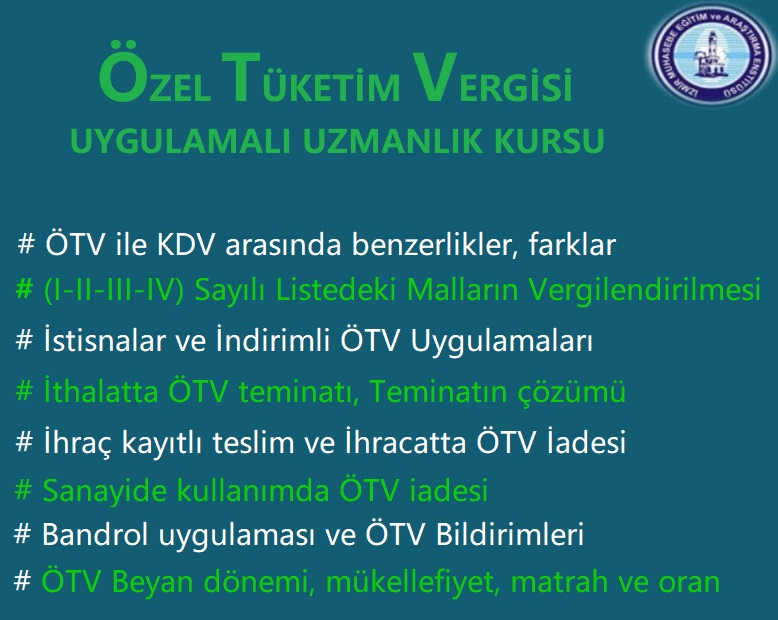 ÖZEL TÜKETİM VERGİSİ
UYGULAMALI UZMANLIK KURSU
İZMİR MUHASEBE EĞİTİM ve ARAŞTIRMA ENSTİTÜSÜ
# ÖTV ile KDV arasında benzerlikler, farklar
# (I-II-III-IV) Sayılı Listedeki Malların Vergilendirilmesi
# İstisnalar ve İndirimli ÖTV Uygulamaları
# İthalatta ÖTV teminatı, Teminatın çözümü
# İhraç kayıtlı teslim ve İhracatta ÖTV İadesi
# Sanayide kullanımda ÖTV iadesi
# Bandrol uygulaması ve ÖTV Bildirimleri
# ÖTV Beyan dönemi, mükellefiyet, matrah ve oran